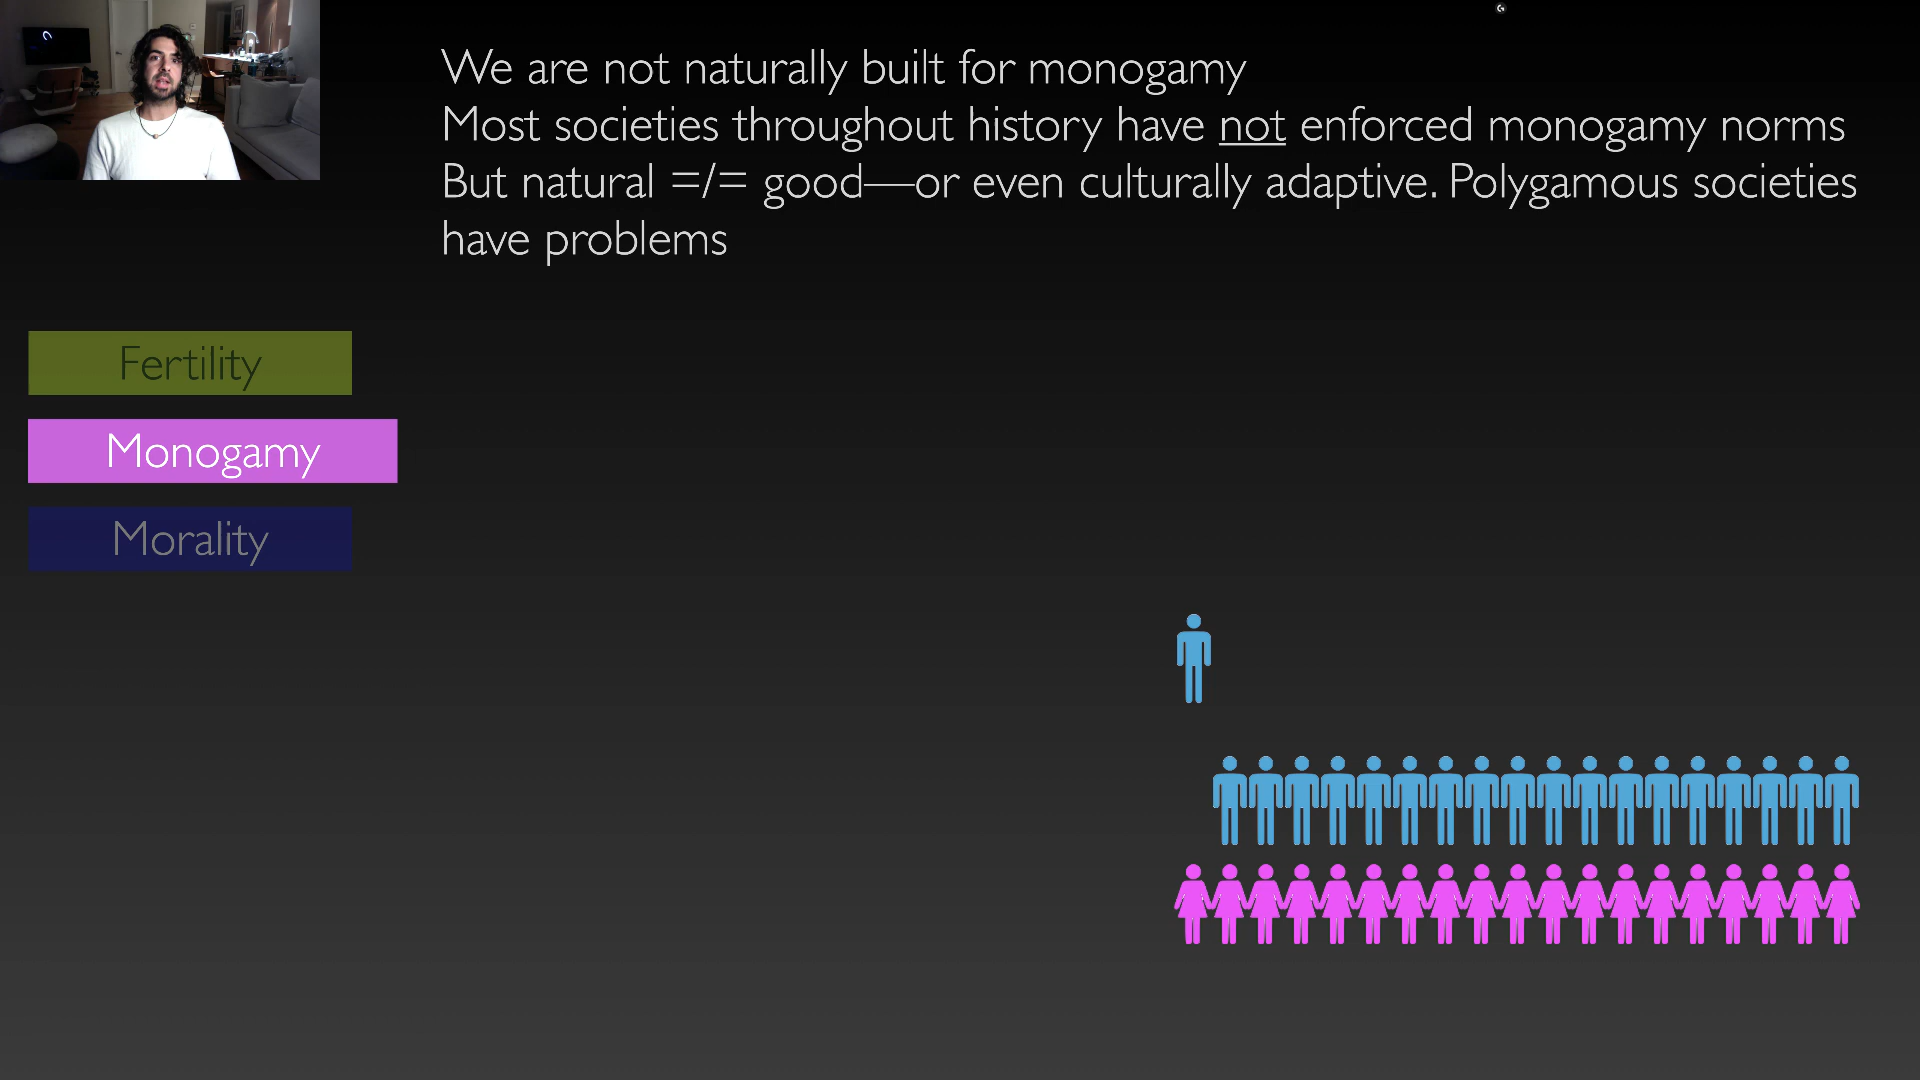 We are not naturally built for monogamy
Most societies throughout history have not enforced monogamy norms
But natural =/= good—or even culturally adaptive. Polygamous societies
have problems
Fertility
Monogamy
Morality